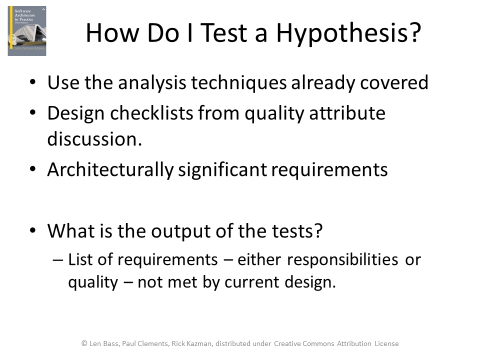 Software
Architecture
in Practice
How Do I Test a Hypothesis?
• Use the analysis techniques already covered
• Design checklists from quality attribute
discussion.
• Architecturally significant requirements
• What is the output of the tests?
– List of requirements – either responsibilities or
quality – not met by current design.
© Len Bass, Paul Clements, Rick Kazman, distributed under Creative Commons Attribution License